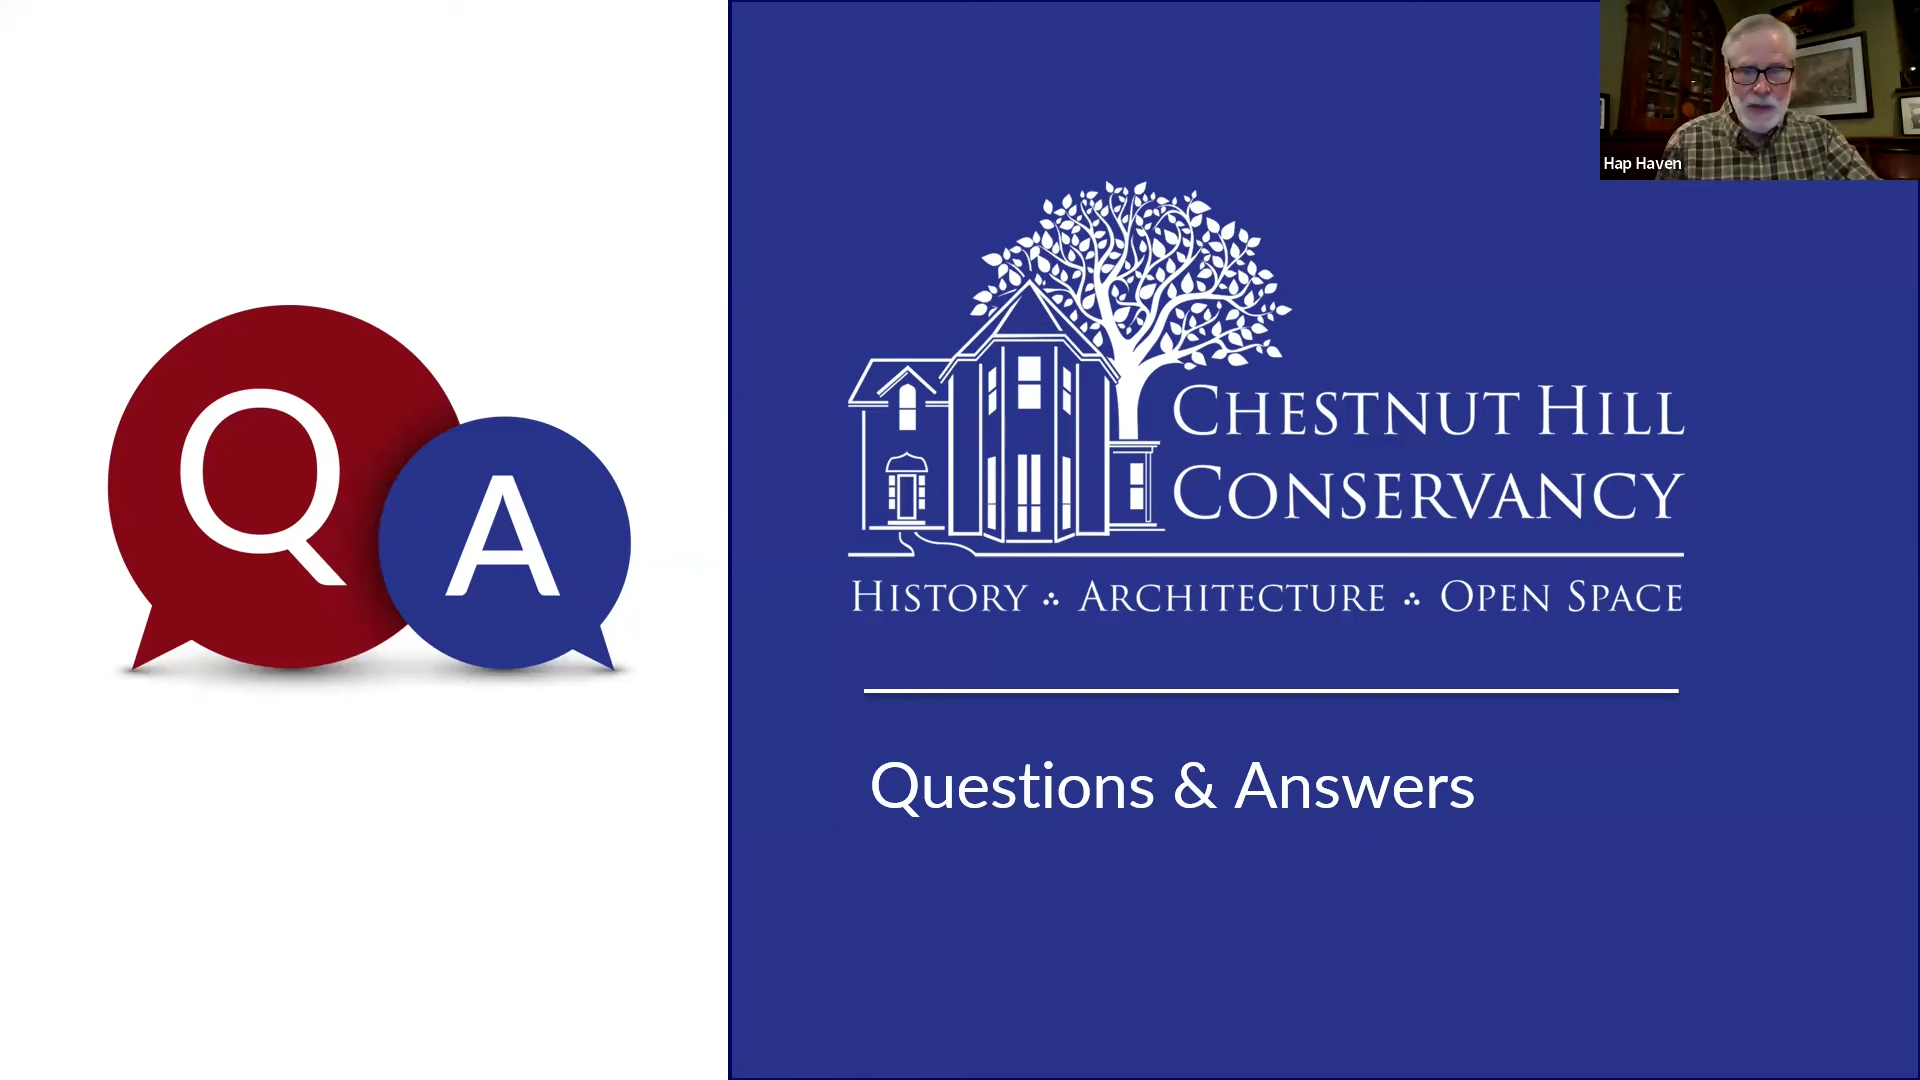 Hap Haven
Q
A
CHESTNUT HILL
CONSERVANCY
HISTORY ∴ ARCHITECTURE ∴ OPEN SPACE
Questions & Answers